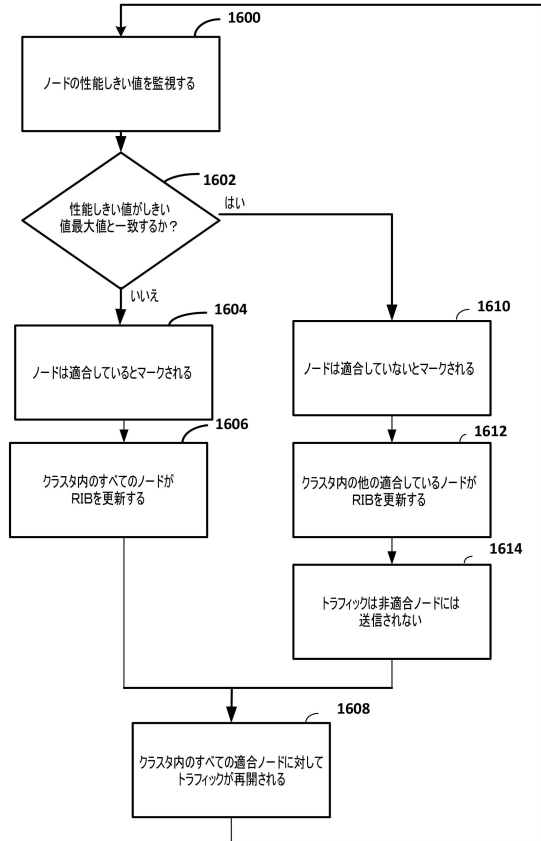 1600
ノードの性能しきい値を監視する
1602
性能しきい値がしきい
値最大値と一致するか？
はい
いいえ
1604
ノードは適合しているとマークされる
1606
クラスタ内のすべてのノードが
RIBを更新する
1610
ノードは適合していないとマークされる
1612
クラスタ内の他の適合しているノードが
RIBを更新する
1614
トラフィックは非適合ノードには
送信されない
1608
クラスタ内のすべての適合ノードに対して
トラフィックが再開される